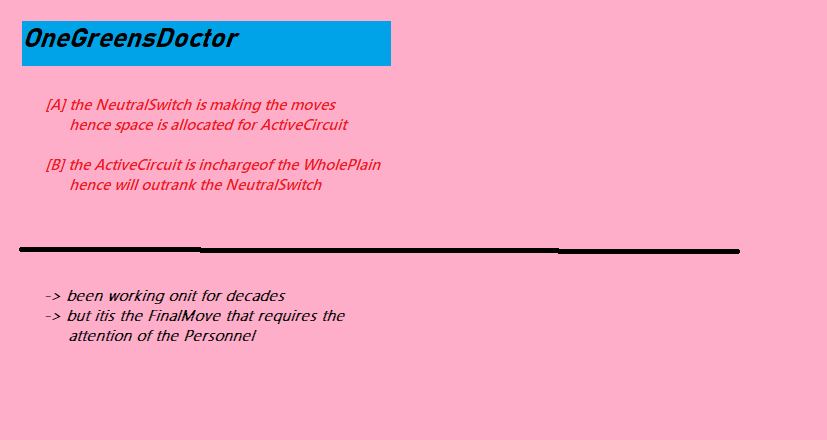 OneGreensDoctor
[A] the NeutralSwitch is making the moves
hence space is allocated for ActiveCircuit
[B] the ActiveCircuit is inchargeof the WholePlain
hence will outrank the NeutralSwitch
-> been working onit for decades
-> but itis the FinalMove that requires the
attention of the Personnel